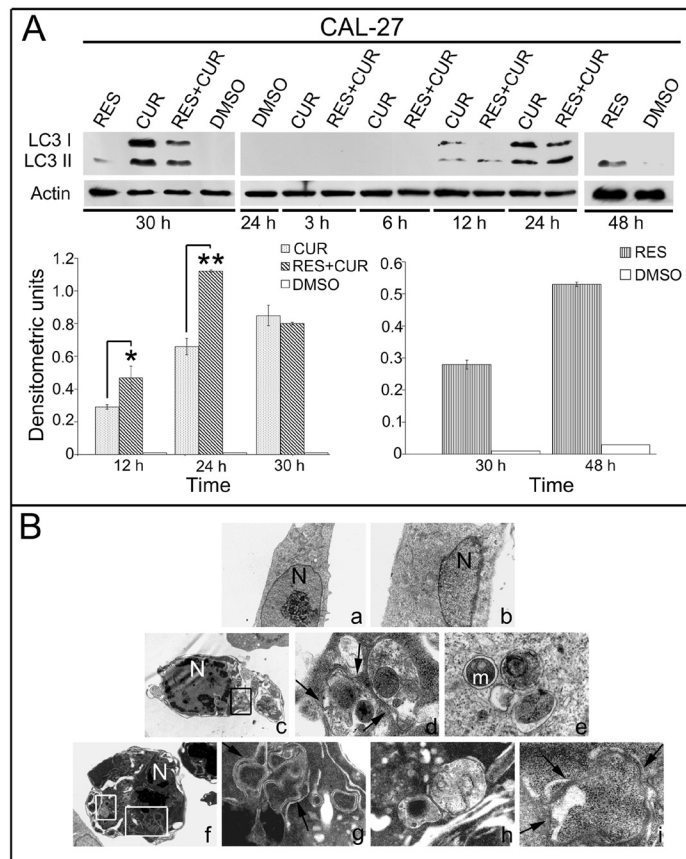 A
CAL-27
RES CUR RES+CUR DMSO DMSO CUR RES+CUR CUR RES+CUR CUR RES+CUR CUR RES+CUR RES DMSO
LC3 I
LC3 II
Actin
30 h 24 h 3 h 6 h 12 h 24 h 48 h
Densitometric units
1.2
1.0
0.8
0.6
0.4
0.2
0
CUR
RES+CUR
DMSO
*
**
12 h 24 h 30 h
Time
0.6
0.5
0.4
0.3
0.2
0.1
0
RES
DMSO
30 h 48 h
Time
B
N a N b
N c d m e
N f g h i